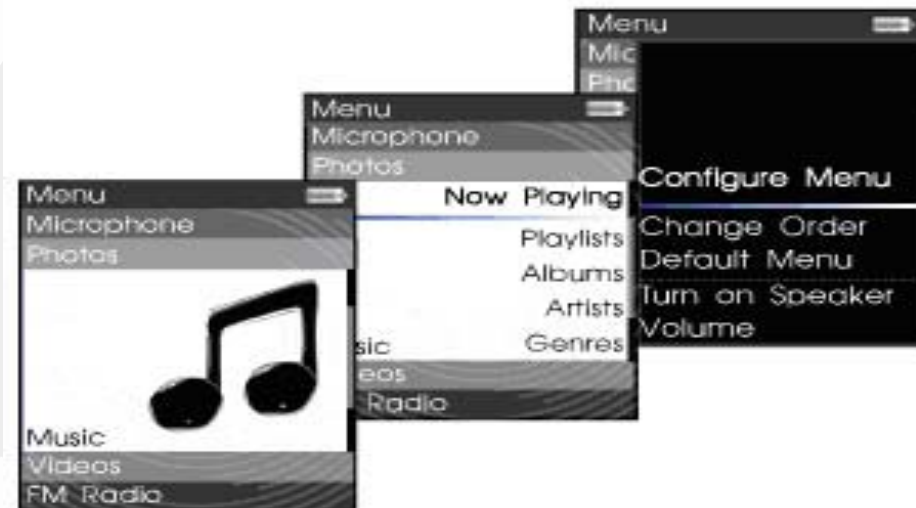 Menu
Microphone
Photos
Music
Videos
FM Radio
Menu
Microphone
Photos
Now Playing
Playlists
Albums
Artists
Genres
sic
eos
Radio
Menu
Mic
Pho
Configure Menu
Change Order
Default Menu
Turn on Speaker
Volume